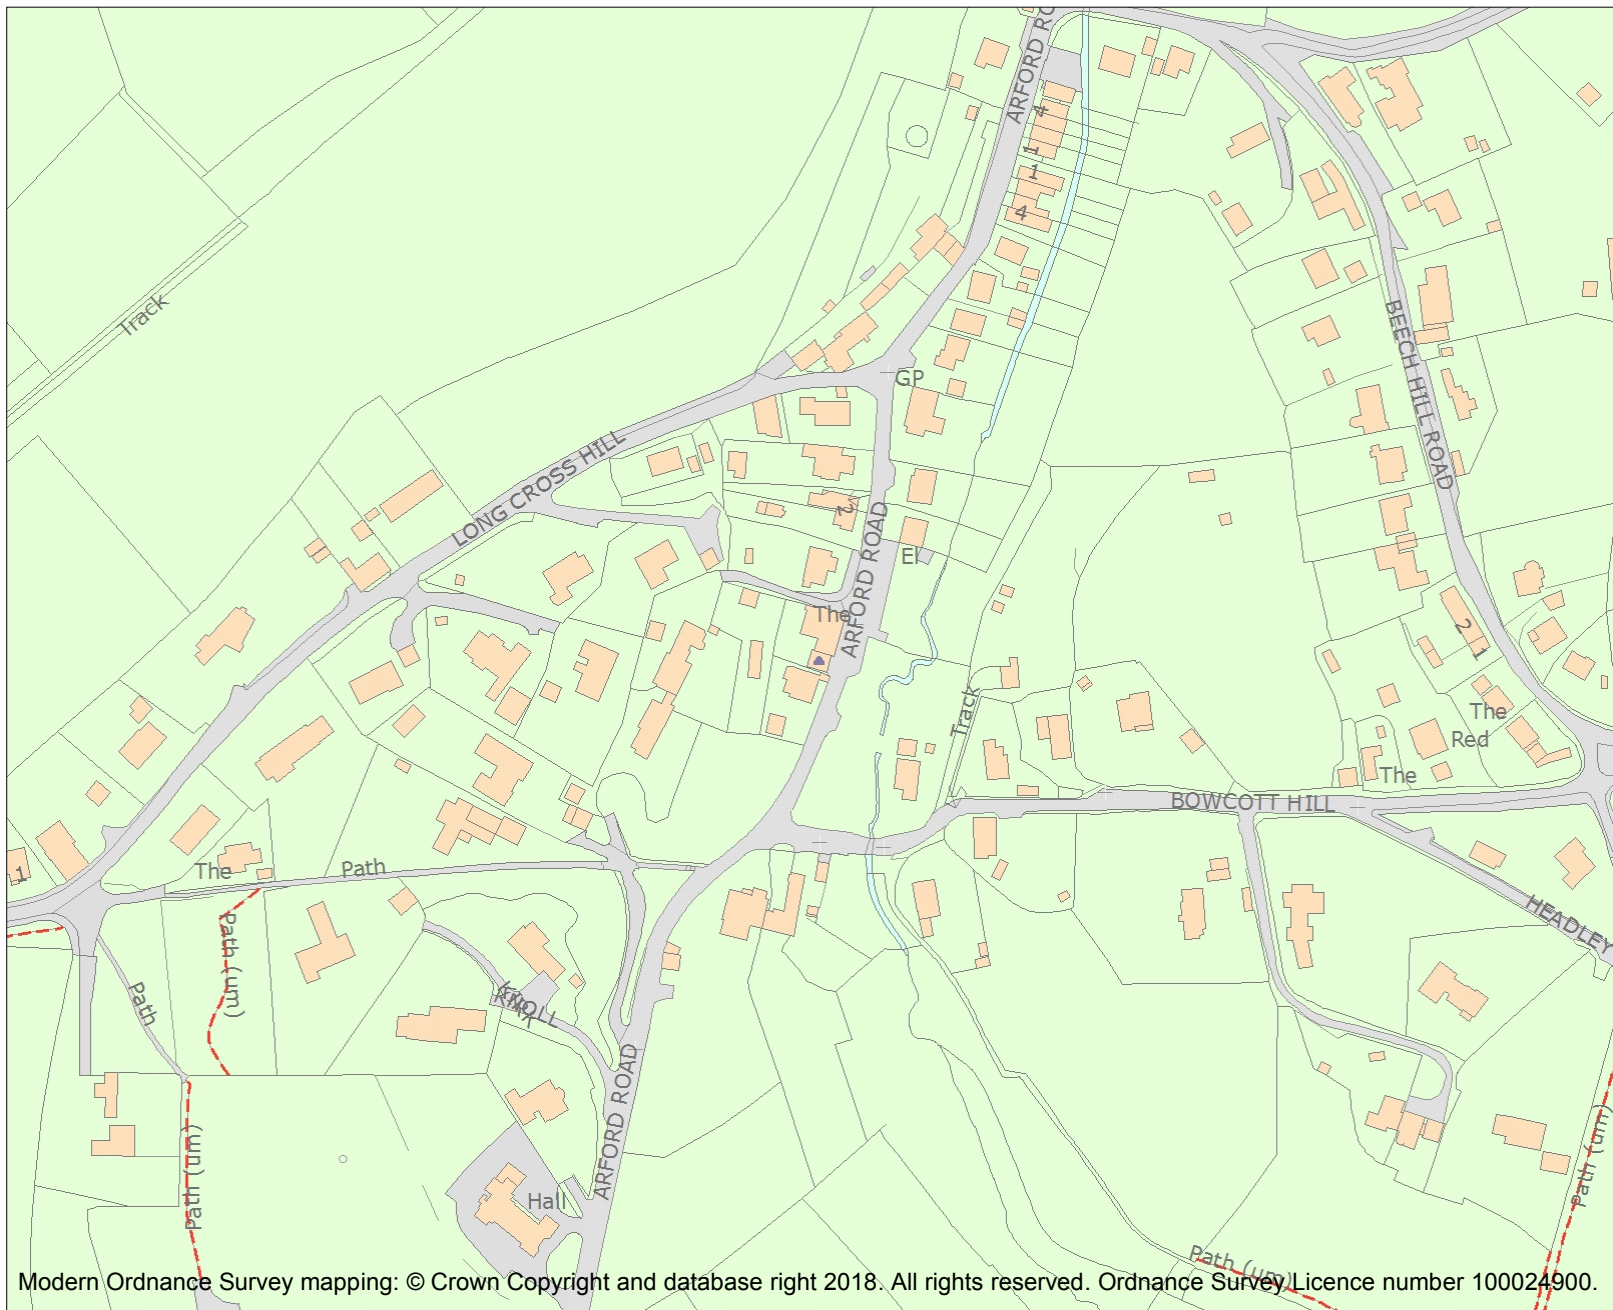 ARFORD RO
ARFORD ROAD
4
1
1
4
Track
BEECH HILL ROAD
GP
LONG CROSS HILL
2
ARFORD ROAD
El
The
2
1
Track
The
Red
The
BOWCOTT HILL
1
The
Path
HEADLEY
Path (um)
Path
KNOLL
ARFORD ROAD
Path (um)
Path (um)
Hall
Path (um)
Modern Ordnance Survey mapping: © Crown Copyright and database right 2018. All rights reserved. Ordnance Survey Licence number 100024900.